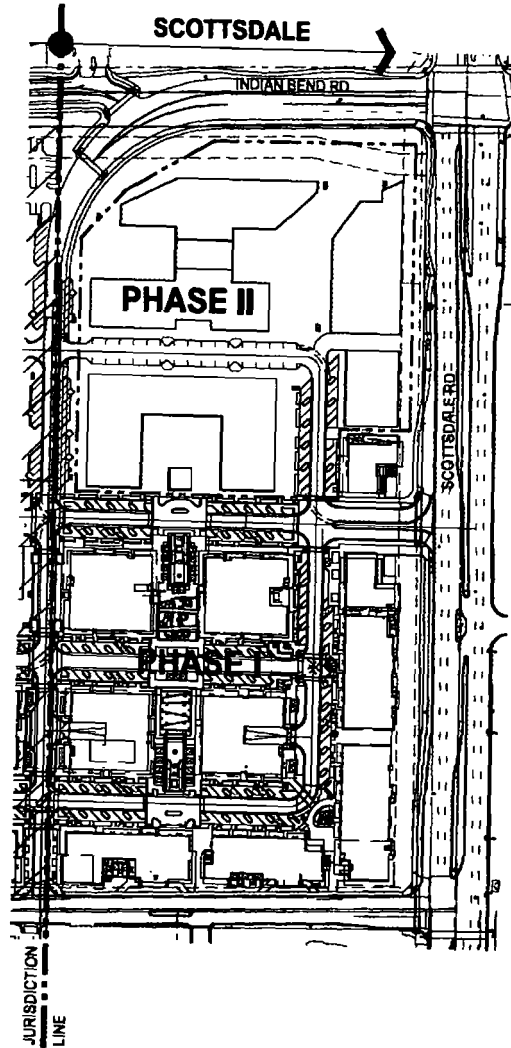 SCOTTSDALE
INDIAN BEND RD
PHASE II
SCOTTSDALE RD
PHASE I
JURISDICTION
LINE